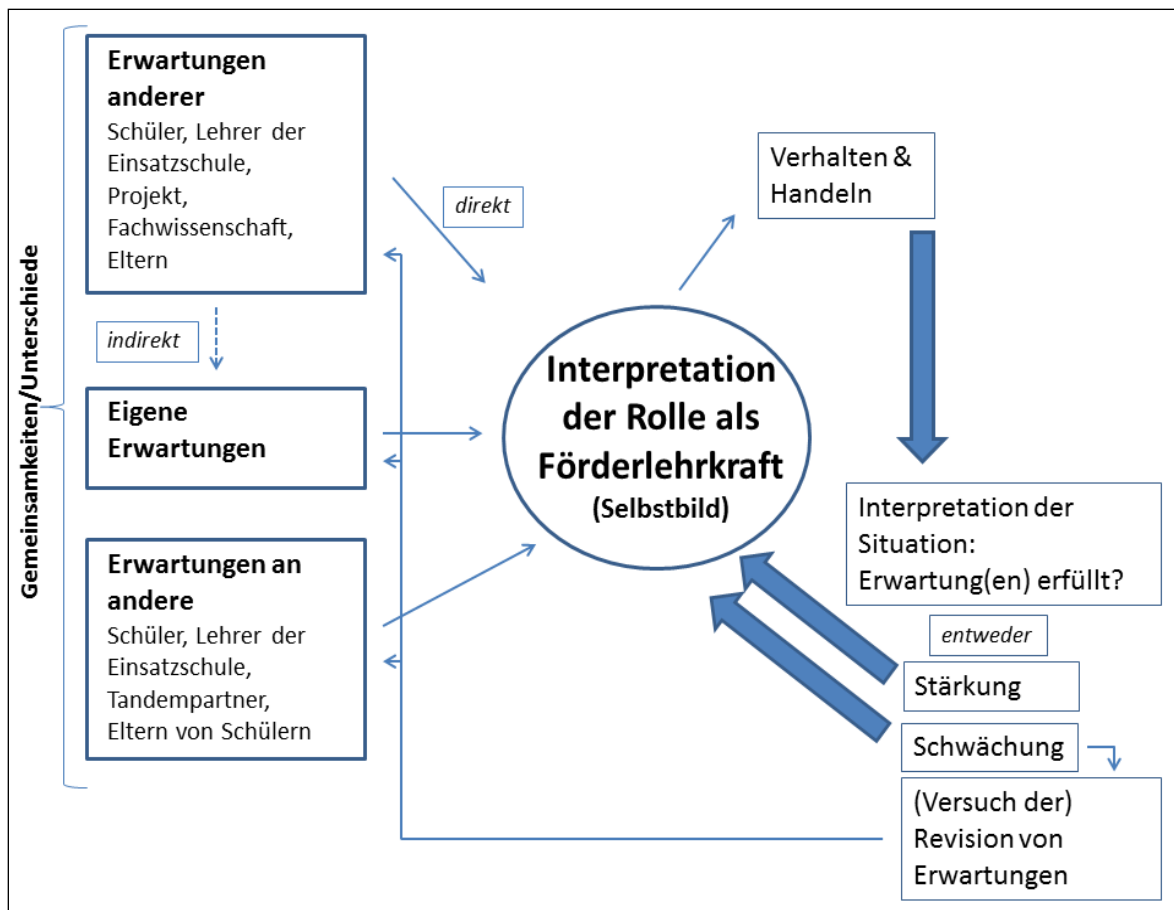 Gemeinsamkeiten/Unterschiede
Erwartungen
anderer
Schüler, Lehrer der
Einsatzschule,
Projekt,
Fachwissenschaft,
Eltern
direkt
indirekt
Eigene
Erwartungen
Erwartungen an
andere
Schüler, Lehrer der
Einsatzschule,
Tandempartner,
Eltern von Schülern
Interpretation
der Rolle als
Förderlehrkraft
(Selbstbild)
Verhalten &
Handeln
Interpretation der
Situation:
Erwartung(en) erfüllt?
entweder
Stärkung
Schwächung
(Versuch der)
Revision von
Erwartungen